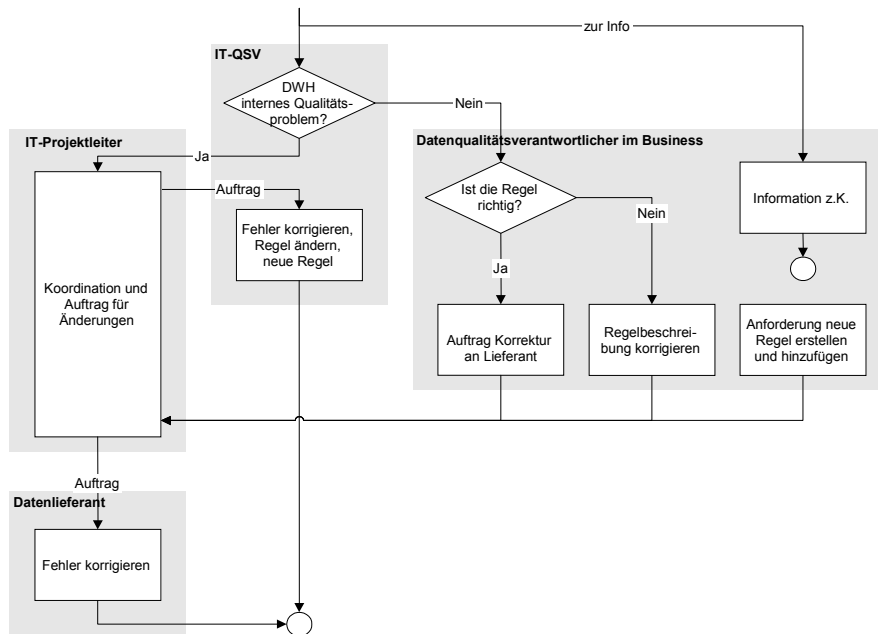 zur Info
IT-QSV
DWH
internes Qualitäts-
problem?
Nein
IT-Projektleiter
Ja
Datenqualitätsverantwortlicher im Business
Auftrag
Ist die Regel
richtig?
Information z.K.
Nein
Fehler korrigieren,
Regel ändern,
neue Regel
Ja
Koordination und
Auftrag für
Änderungen
Auftrag Korrektur
an Lieferant
Regelbeschrei-
bung korrigieren
Anforderung neue
Regel erstellen
und hinzufügen
Auftrag
Datenlieferant
Fehler korrigieren